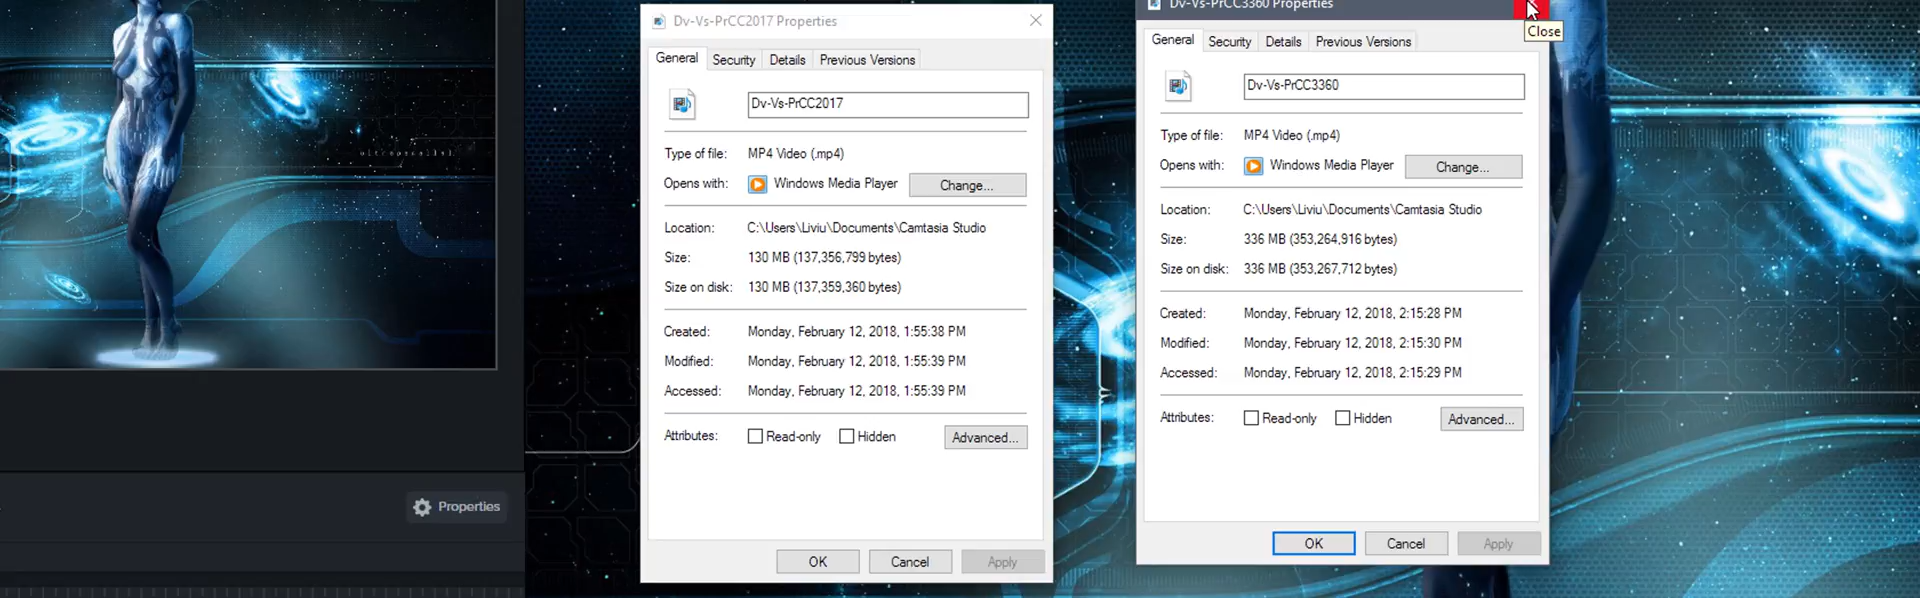 Properties
Dv-Vs-PrCC2017 Properties
General Security Details Previous Versions
Dv-Vs-PrCC2017
Type of file: MP4 Video (.mp4)
Opens with: Windows Media Player Change...
Location: C:\Users\Liviu\Documents\Camtasia Studio
Size: 130 MB (137,356,799 bytes)
Size on disk: 130 MB (137,359,360 bytes)
Created: Monday, February 12, 2018, 1:55:38 PM
Modified: Monday, February 12, 2018, 1:55:39 PM
Accessed: Monday, February 12, 2018, 1:55:39 PM
Attributes: Read-only Hidden Advanced...
OK Cancel Apply
Dv-Vs-PrCC3360 Properties
Close
General Security Details Previous Versions
Dv-Vs-PrCC3360
Type of file: MP4 Video (.mp4)
Opens with: Windows Media Player Change...
Location: C:\Users\Liviu\Documents\Camtasia Studio
Size: 336 MB (353,264,916 bytes)
Size on disk: 336 MB (353,267,712 bytes)
Created: Monday, February 12, 2018, 2:15:28 PM
Modified: Monday, February 12, 2018, 2:15:30 PM
Accessed: Monday, February 12, 2018, 2:15:29 PM
Attributes: Read-only Hidden Advanced...
OK Cancel Apply